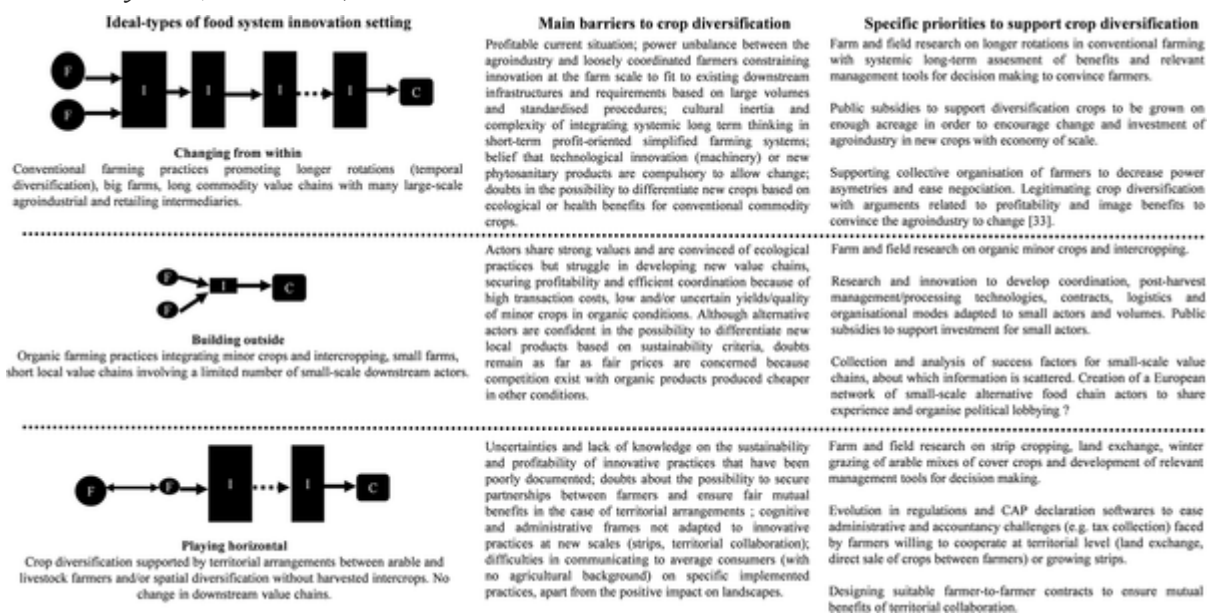 Ideal-types of food system innovation setting
Main barriers to crop diversification
Specific priorities to support crop diversification
F
F
I
I
I
I
C
Changing from within
Conventional farming practices promoting longer rotations (temporal
diversification), big farms, long commodity value chains with many large-scale
agroindustrial and retailing intermediaries.
Profitable current situation; power unbalance between the
agroindustry and loosely coordinated farmers constraining
innovation at the farm scale to fit to existing downstream
infrastructures and requirements based on large volumes
and standardised procedures; cultural inertia and
complexity of integrating systemic long term thinking in
short-term profit-oriented simplified farming systems;
belief that technological innovation (machinery) or new
phytosanitary products are compulsory to allow change;
doubts in the possibility to differentiate new crops based on
ecological or health benefits for conventional commodity
crops.
Farm and field research on longer rotations in conventional farming
with systemic long-term assesment of benefits and relevant
management tools for decision making to convince farmers.
Public subsidies to support diversification crops to be grown on
enough acreage in order to encourage change and investment of
agroindustry in new crops with economy of scale.
Supporting collective organisation of farmers to decrease power
asymetries and ease negociation. Legitimating crop diversification
with arguments related to profitability and image benefits to
convince the agroindustry to change [33].
F
F
I
C
Building outside
Organic farming practices integrating minor crops and intercropping, small farms,
short local value chains involving a limited number of small-scale downstream actors.
Actors share strong values and are convinced of ecological
practices but struggle in developing new value chains,
securing profitability and efficient coordination because of
high transaction costs, low and/or uncertain yields/quality
of minor crops in organic conditions. Although alternative
actors are confident in the possibility to differentiate new
local products based on sustainability criteria, doubts
remain as far as fair prices are concerned because
competition exist with organic products produced cheaper
in other conditions.
Farm and field research on organic minor crops and intercropping.
Research and innovation to develop coordination, post-harvest
management/processing technologies, contracts, logistics and
organisational modes adapted to small actors and volumes. Public
subsidies to support investment for small actors.
Collection and analysis of success factors for small-scale value
chains, about which information is scattered. Creation of a European
network of small-scale alternative food chain actors to share
experience and organise political lobbying ?
F
F
I
I
C
Playing horizontal
Crop diversification supported by territorial arrangements between arable and
livestock farmers and/or spatial diversification without harvested intercrops. No
change in downstream value chains.
Uncertainties and lack of knowledge on the sustainability
and profitability of innovative practices that have been
poorly documented; doubts about the possibility to secure
partnerships between farmers and ensure fair mutual
benefits in the case of territorial arrangements ; cognitive
and administrative frames not adapted to innovative
practices at new scales (strips, territorial collaboration);
difficulties in communicating to average consumers (with
no agricultural background) on specific implemented
practices, apart from the positive impact on landscapes.
Farm and field research on strip cropping, land exchange, winter
grazing of arable mixes of cover crops and development of relevant
management tools for decision making.
Evolution in regulations and CAP declaration softwares to ease
administrative and accountancy challenges (e.g. tax collection) faced
by farmers willing to cooperate at territorial level (land exchange,
direct sale of crops between farmers) or growing strips.
Designing suitable farmer-to-farmer contracts to ensure mutual
benefits of territorial collaboration.